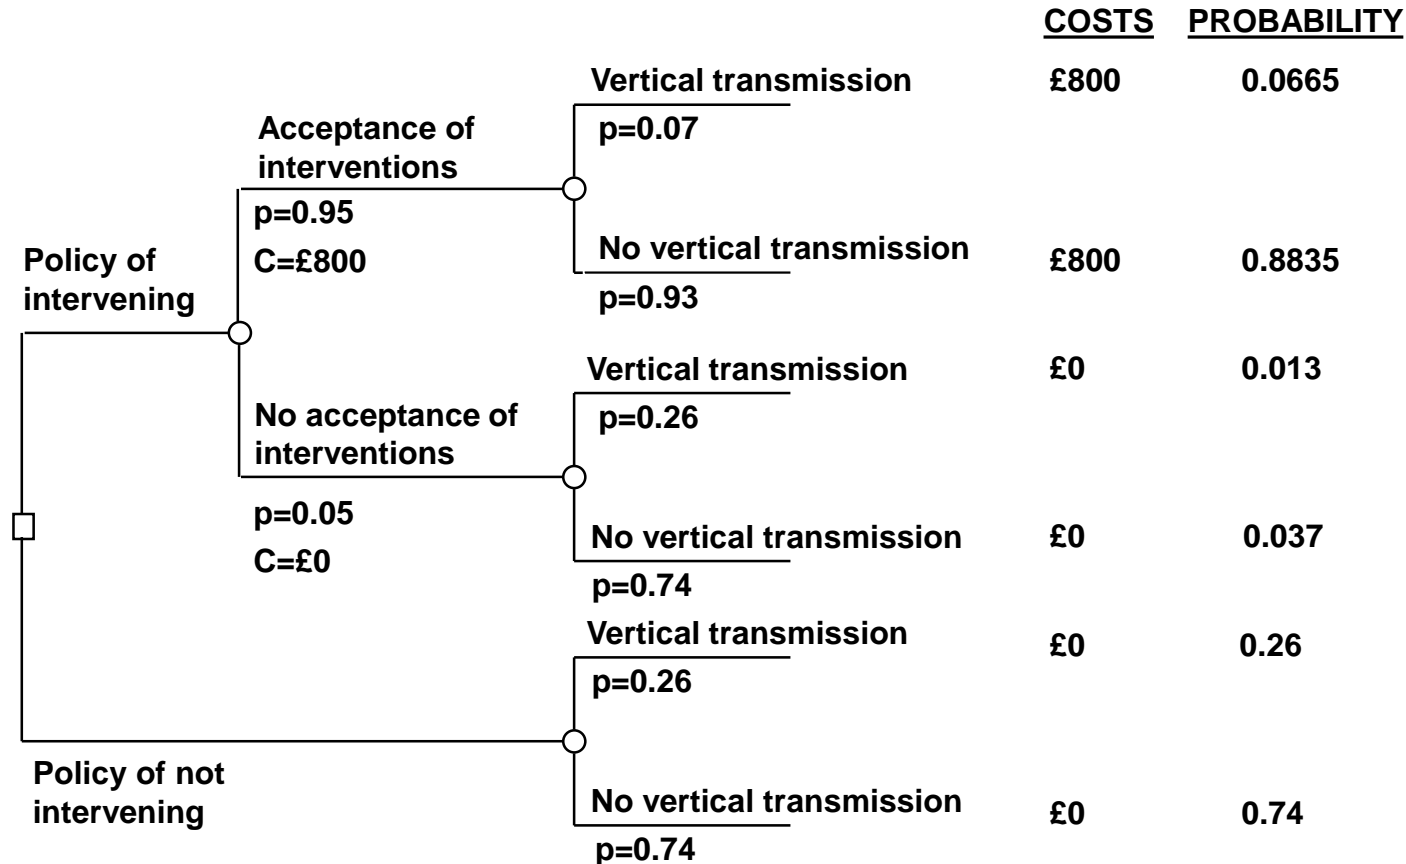 COSTS PROBABILITY
Vertical transmission £800 0.0665
p=0.07
Acceptance of
interventions
p=0.95
C=£800
No vertical transmission £800 0.8835
p=0.93
Policy of
intervening
Vertical transmission £0 0.013
p=0.26
No acceptance of
interventions
p=0.05
C=£0
No vertical transmission £0 0.037
p=0.74
Vertical transmission £0 0.26
p=0.26
Policy of not
intervening
No vertical transmission £0 0.74
p=0.74